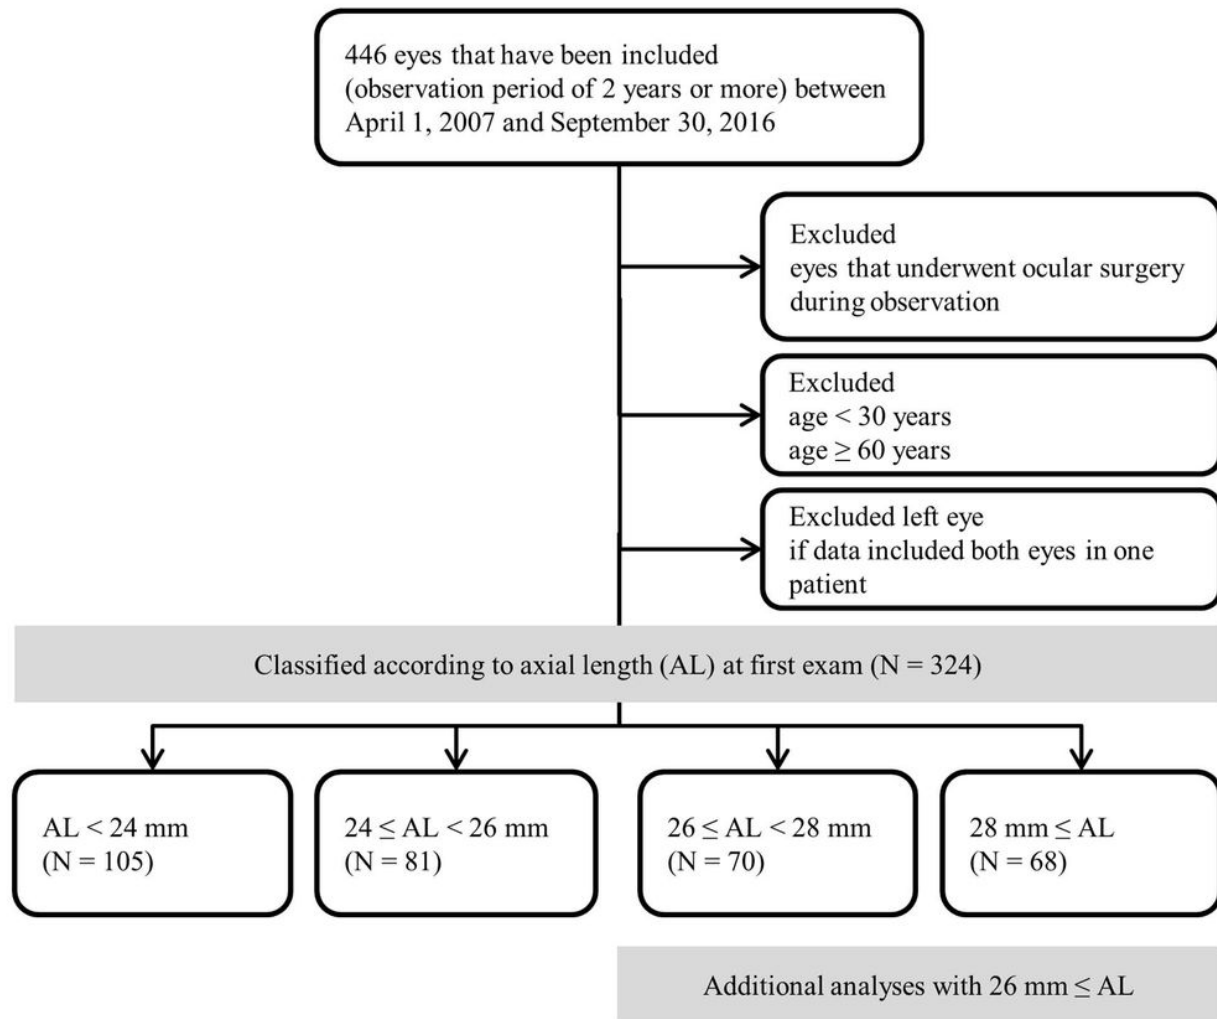 446 eyes that have been included
(observation period of 2 years or more) between
April 1, 2007 and September 30, 2016
Excluded
eyes that underwent ocular surgery
during observation
Excluded
age < 30 years
age ≥ 60 years
Excluded left eye
if data included both eyes in one
patient
Classified according to axial length (AL) at first exam (N = 324)
AL < 24 mm
(N = 105)
24 ≤ AL < 26 mm
(N = 81)
26 ≤ AL < 28 mm
(N = 70)
28 mm ≤ AL
(N = 68)
Additional analyses with 26 mm ≤ AL